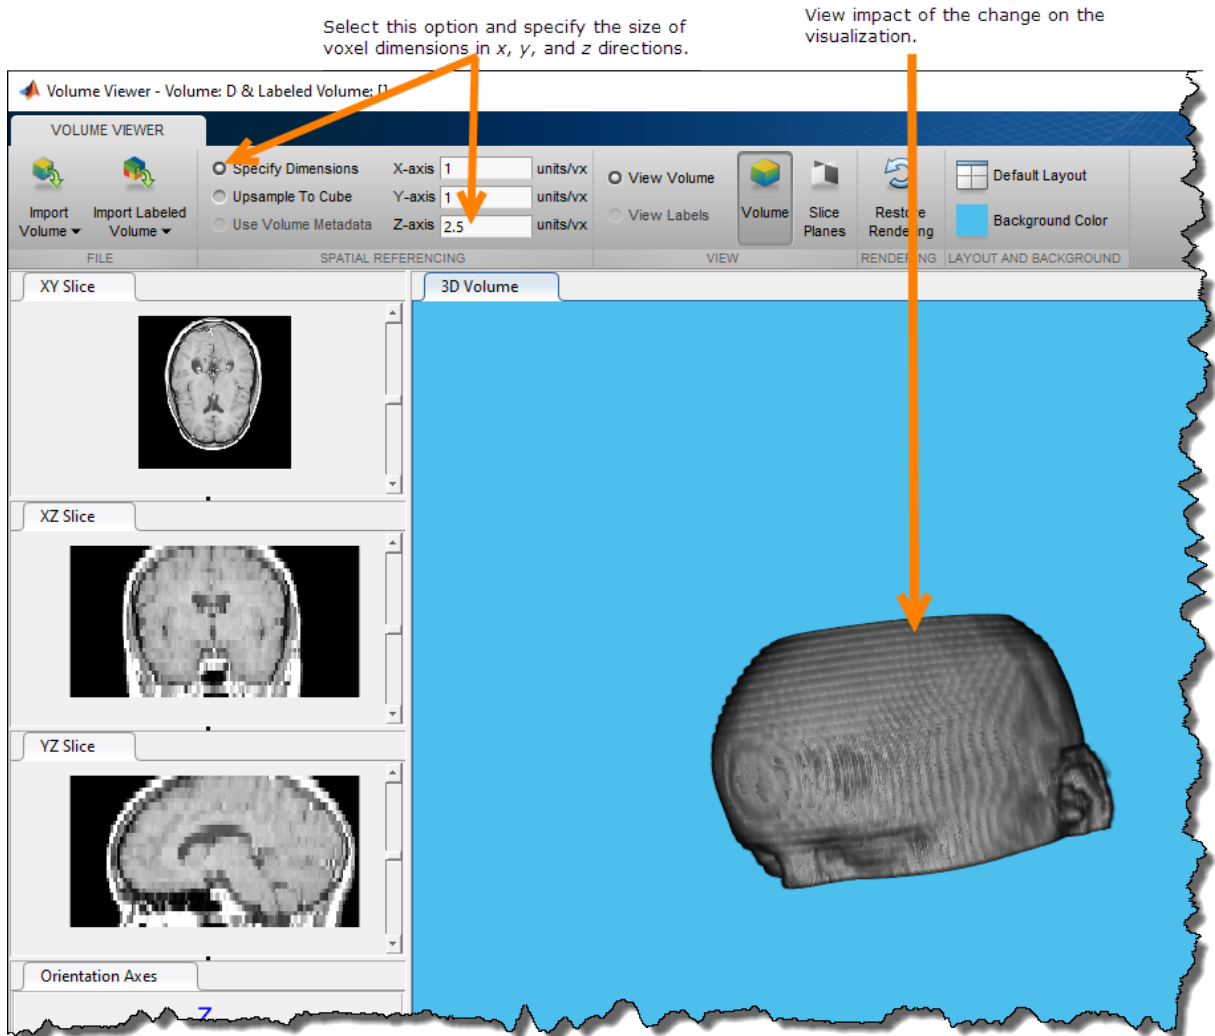 Select this option and specify the size of
voxel dimensions in x, y, and z directions.
View impact of the change on the
visualization.
Volume Viewer - Volume: D & Labeled Volume: []
VOLUME VIEWER
Import
Volume
Import Labeled
Volume
FILE
Specify Dimensions
Upsample To Cube
Use Volume Metadata
X-axis 1 units/vx
Y-axis 1 units/vx
Z-axis 2.5 units/vx
SPATIAL REFERENCING
View Volume
View Labels
Volume
Slice
Planes
VIEW
Restore
Rendering
RENDERING
Default Layout
Background Color
LAYOUT AND BACKGROUND
XY Slice
3D Volume
XZ Slice
YZ Slice
Orientation Axes
Z